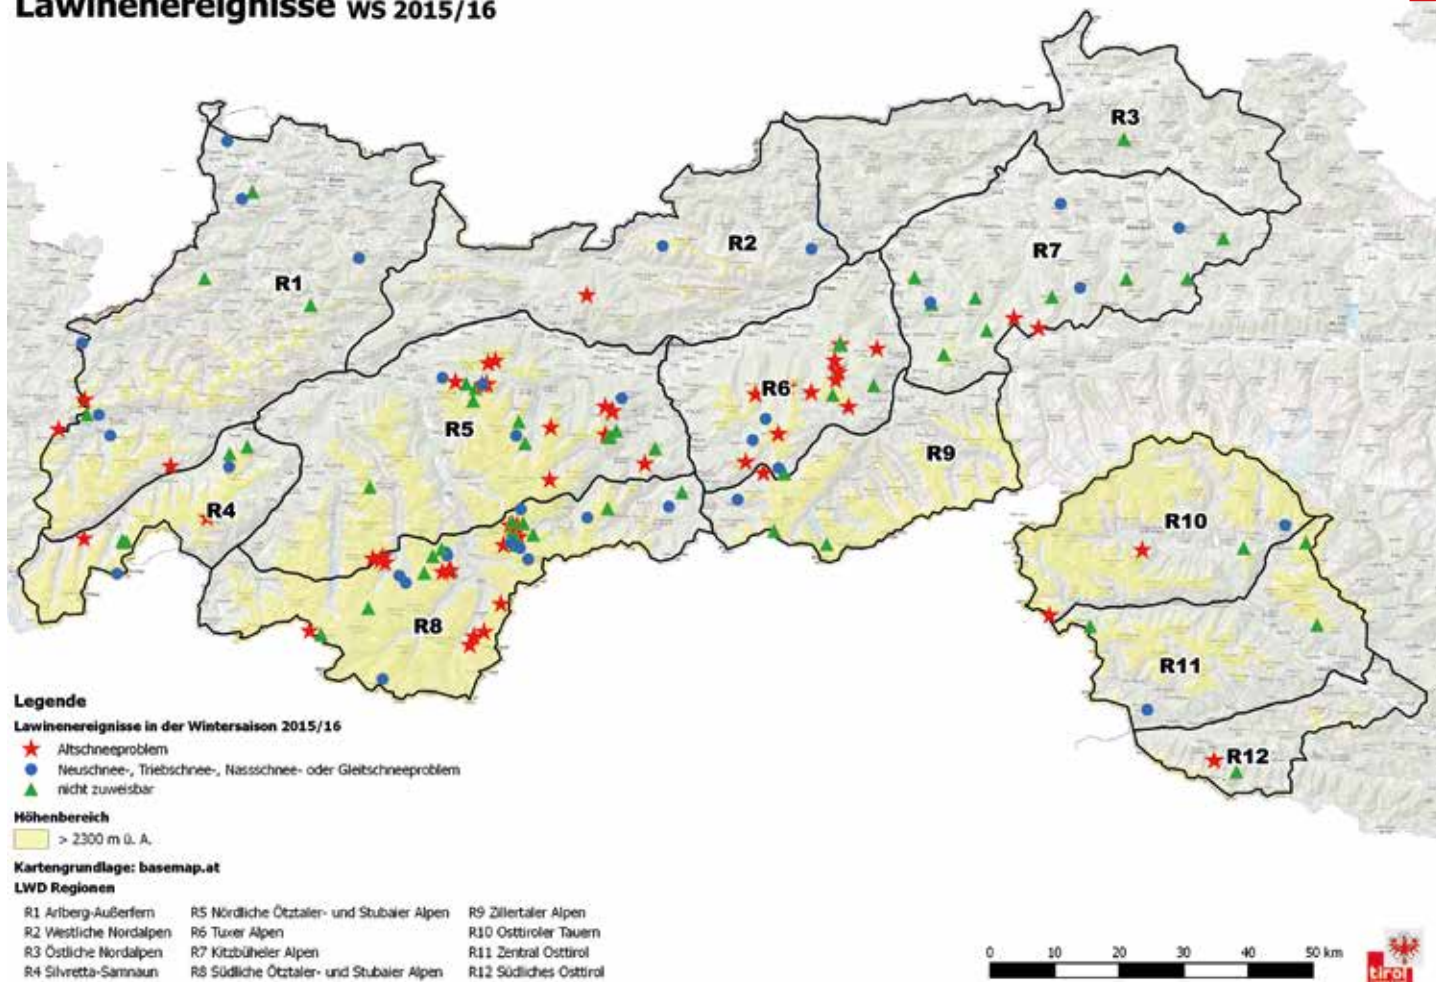 Lawinenereignisse WS 2015/16
R3
R2
R7
R1
R6
R5
R9
R4
R10
R8
R11
R12
Legende
Lawinenereignisse in der Wintersaison 2015/16
Altschneeproblem
Neuschnee-, Triebschnee-, Nassschnee- oder Gleitschneeproblem
nicht zuweisbar
Höhenbereich
> 2300 m ü. A.
Kartengrundlage: basemap.at
LWD Regionen
R1 Arlberg-Außerfern R5 Nördliche Ötztaler- und Stubaier Alpen R9 Zillertaler Alpen
R2 Westliche Nordalpen R6 Tuxer Alpen R10 Osttiroler Tauern
R3 Östliche Nordalpen R7 Kitzbüheler Alpen R11 Zentral Osttirol
R4 Silvretta-Samnaun R8 Südliche Ötztaler- und Stubaier Alpen R12 Südliches Osttirol
0 10 20 30 40 50 km
tirol